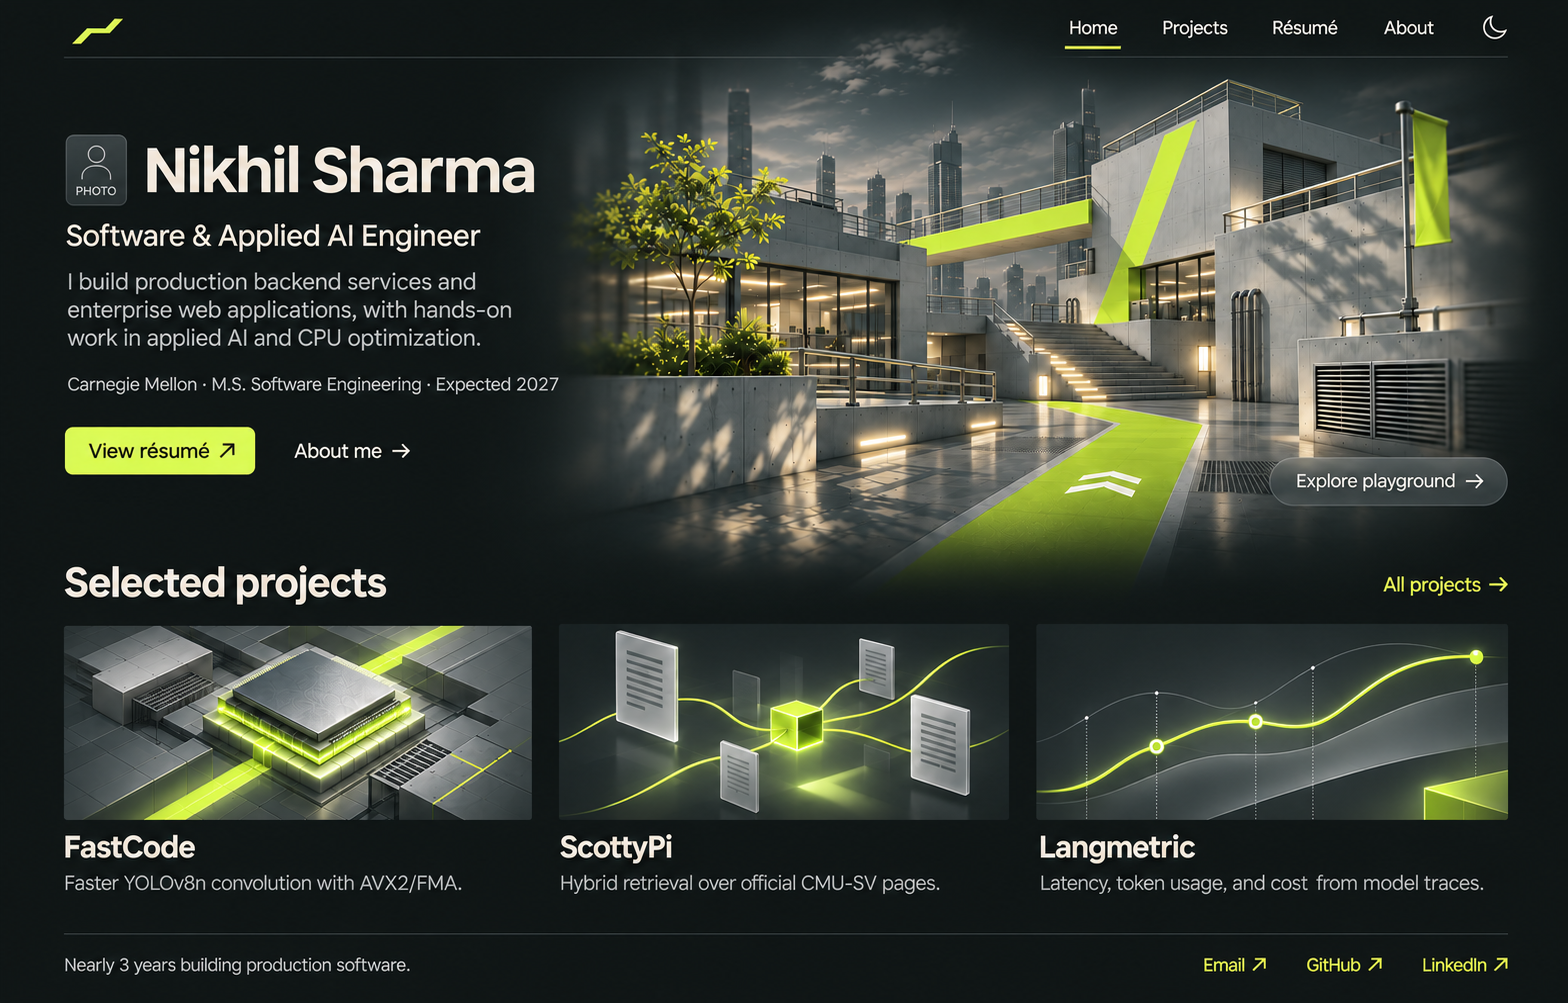 Home
Projects
Résumé
About
PHOTO
Nikhil Sharma
Software & Applied AI Engineer
I build production backend services and
enterprise web applications, with hands-on
work in applied AI and CPU optimization.
Carnegie Mellon · M.S. Software Engineering · Expected 2027
View résumé
About me
Explore playground
Selected projects
All projects
FastCode
Faster YOLOv8n convolution with AVX2/FMA.
ScottyPi
Hybrid retrieval over official CMU-SV pages.
Langmetric
Latency, token usage, and cost from model traces.
Nearly 3 years building production software.
Email
GitHub
LinkedIn